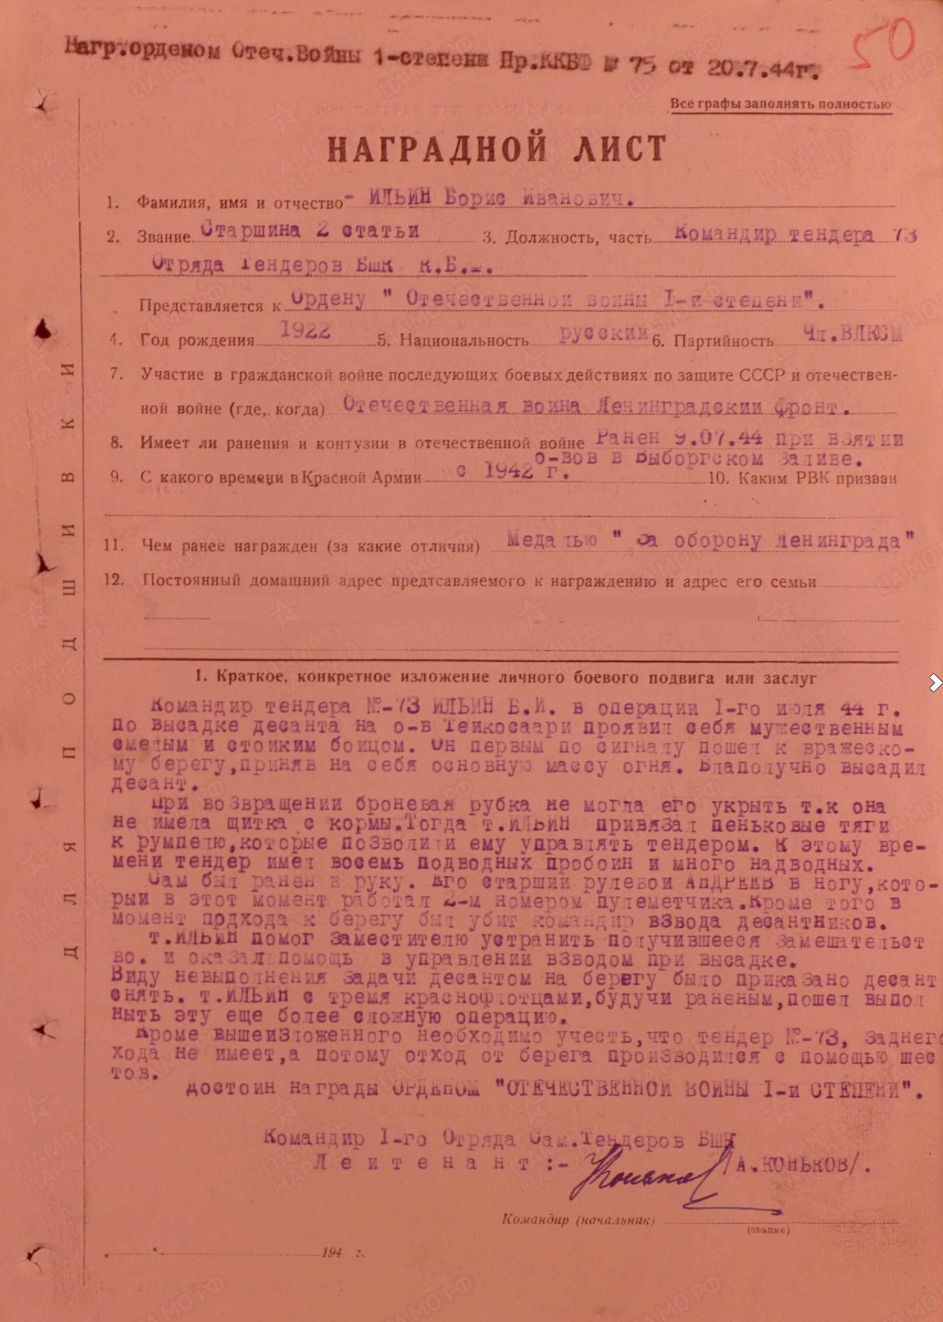 50
Нагр.орденом Отеч.Войны 1-степени Пр.ККБФ № 75 от 20.7.44г.
Все графы заполнять полностью
НАГРАДНОЙ ЛИСТ
1. Фамилия, имя и отчество - ИЛЬИН Борис Иванович.
2. Звание Старшина 2 статьи 3. Должность, часть Командир тендера 73
Отряда Тендеров БшК К.Б.
Представляется к Ордену " Отечественной войны I-й степени".
4. Год рождения 1922 5. Национальность русский 6. Партийность Чл.ВЛКСМ
7. Участие в гражданской войне последующих боевых действиях по защите СССР и отечествен-
ной войне (где, когда) Отечественная война Ленинградский фронт.
8. Имеет ли ранения и контузии в отечественной войне Ранен 9.07.44 при взятии
о-вов в Выборгском заливе.
9. С какого времени в Красной Армии с 1942 г. 10. Каким РВК призван
11. Чем ранее награжден (за какие отличия) Медалью " За оборону Ленинграда"
12. Постоянный домашний адрес предтсавляемого к награждению и адрес его семьи
ДЛЯ ПОДШИВКИ
1. Краткое, конкретное изложение личного боевого подвига или заслуг
Командир тендера №-73 ИЛЬИН Б.И. в операции I-го июля 44 г.
по высадке десанта на о-в Тейкосаари проявил себя мужественным
смелым и стойким бойцом. Он первым по сигналу пошел к вражеско-
му берегу,приняв на себя основную массу огня. Благополучно высадил
десант.
При возвращении броневая рубка не могла его укрыть т.к она
не имела щитка с кормы.Тогда т.ИЛЬИН привязал пеньковые тяги
к румпелю,которые позволили ему управлять тендером. К этому вре-
мени тендер имел восемь подводных пробоин и много надводных.
Сам был ранен в руку. Его старший рулевой АНДРЕЕВ в ногу,кото-
рый в этот момент работал 2-м номером пулеметчика.Кроме того в
момент подхода к берегу был убит командир взвода десантников.
т.ИЛЬИН помог заместителю устранить получившееся замешательст
во. и оказал помощь в управлении взводом при высадке.
Виду невыполнения задачи десантом на берегу было приказано десант
снять. т.ИЛЬИН с тремя краснофлотцами,будучи раненым,пошел выпол
ныть эту еще более сложную операцию.
Кроме вышеизложенного необходимо учесть,что тендер №-73, заднего
хода не имеет,а потому отход от берега производился с помощью шес
тов.
достоин награды ОРДЕНОМ "ОТЕЧЕСТВЕННОЙ ВОЙНЫ I-й СТЕПЕНИ".
Командир I-го Отряда Сам.Тендеров БшК
Лейтенант :- /А.КОНЬКОВ/.
Командир (начальник)
(звание)
194 г.